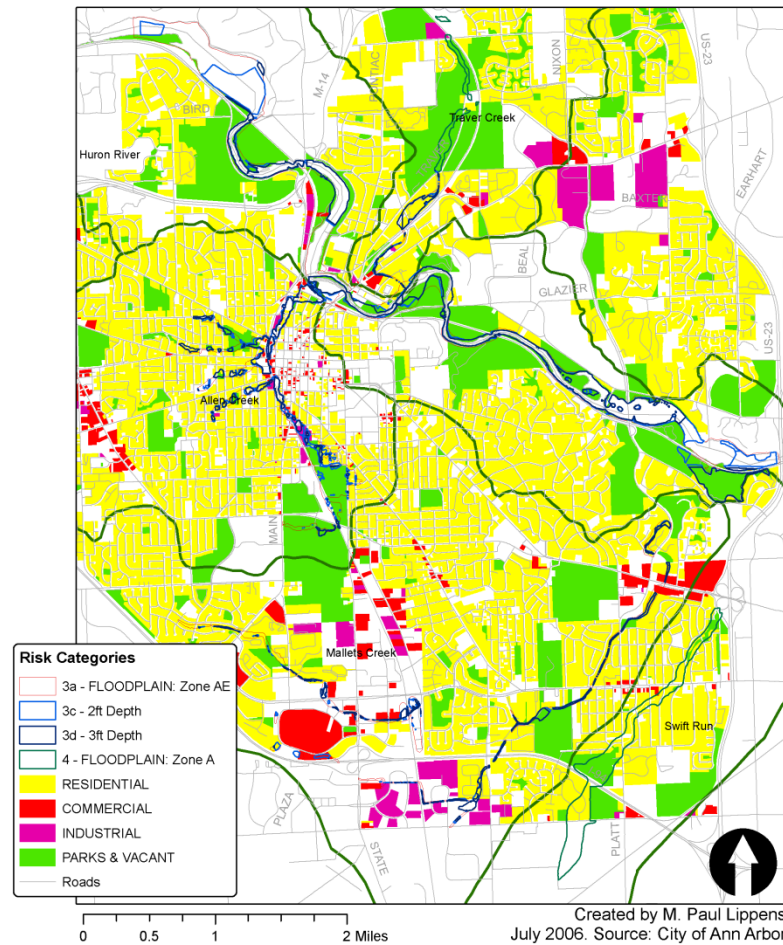 M-14
PONTIAC
NIXON
US-23
BIRD
Traver Creek
Huron River
EARHART
BAXTER
BEAL
GLAZIER
US-23
Allen Creek
MAIN
Mallets Creek
Swift Run
PLAZA
STATE
PLATT
Risk Categories
3a - FLOODPLAIN: Zone AE
3c - 2ft Depth
3d - 3ft Depth
4 - FLOODPLAIN: Zone A
RESIDENTIAL
COMMERCIAL
INDUSTRIAL
PARKS & VACANT
Roads
0 0.5 1 2 Miles
Created by M. Paul Lippens
July 2006. Source: City of Ann Arbor